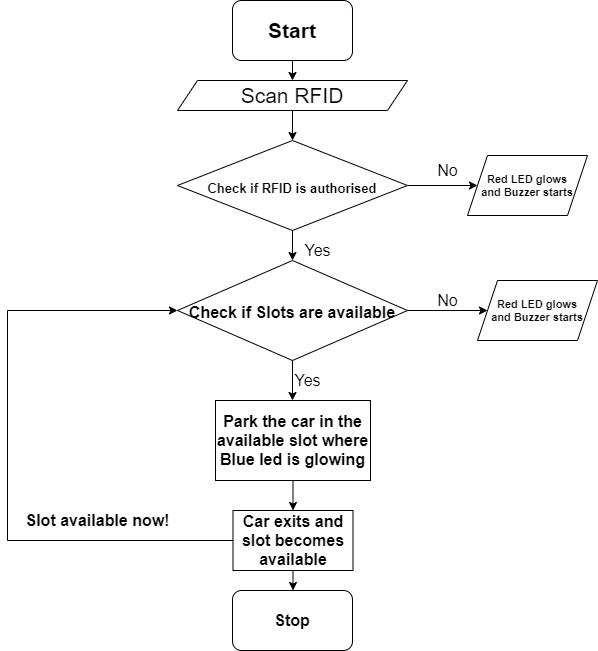 Start
Scan RFID
Check if RFID is authorised
No
Red LED glows
and Buzzer starts
Yes
Check if Slots are available
No
Red LED glows
and Buzzer starts
Yes
Park the car in the
available slot where
Blue led is glowing
Slot available now!
Car exits and
slot becomes
available
Stop